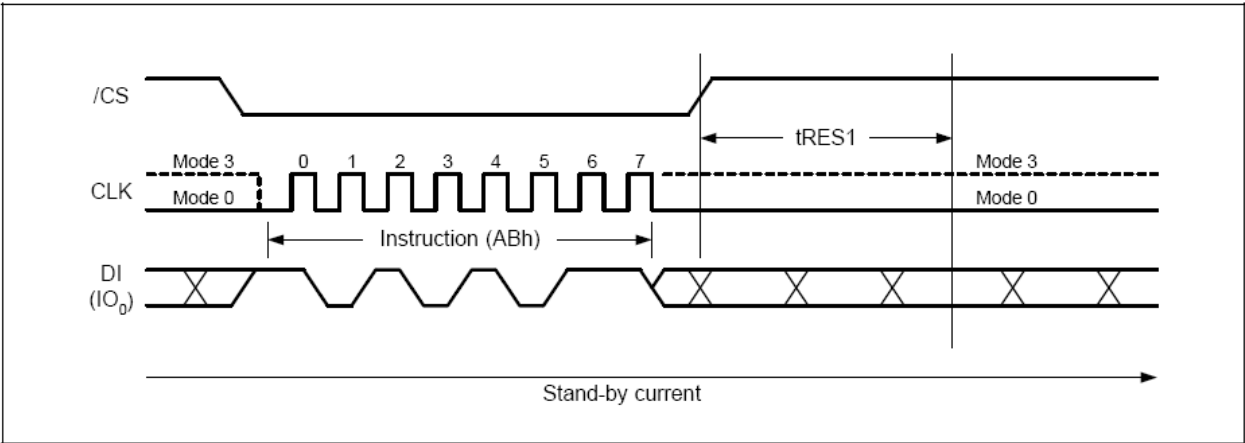 /CS
tRES1
Mode 3 0 1 2 3 4 5 6 7 Mode 3
CLK
Mode 0 Mode 0
Instruction (ABh)
DI
(IO0)
Stand-by current